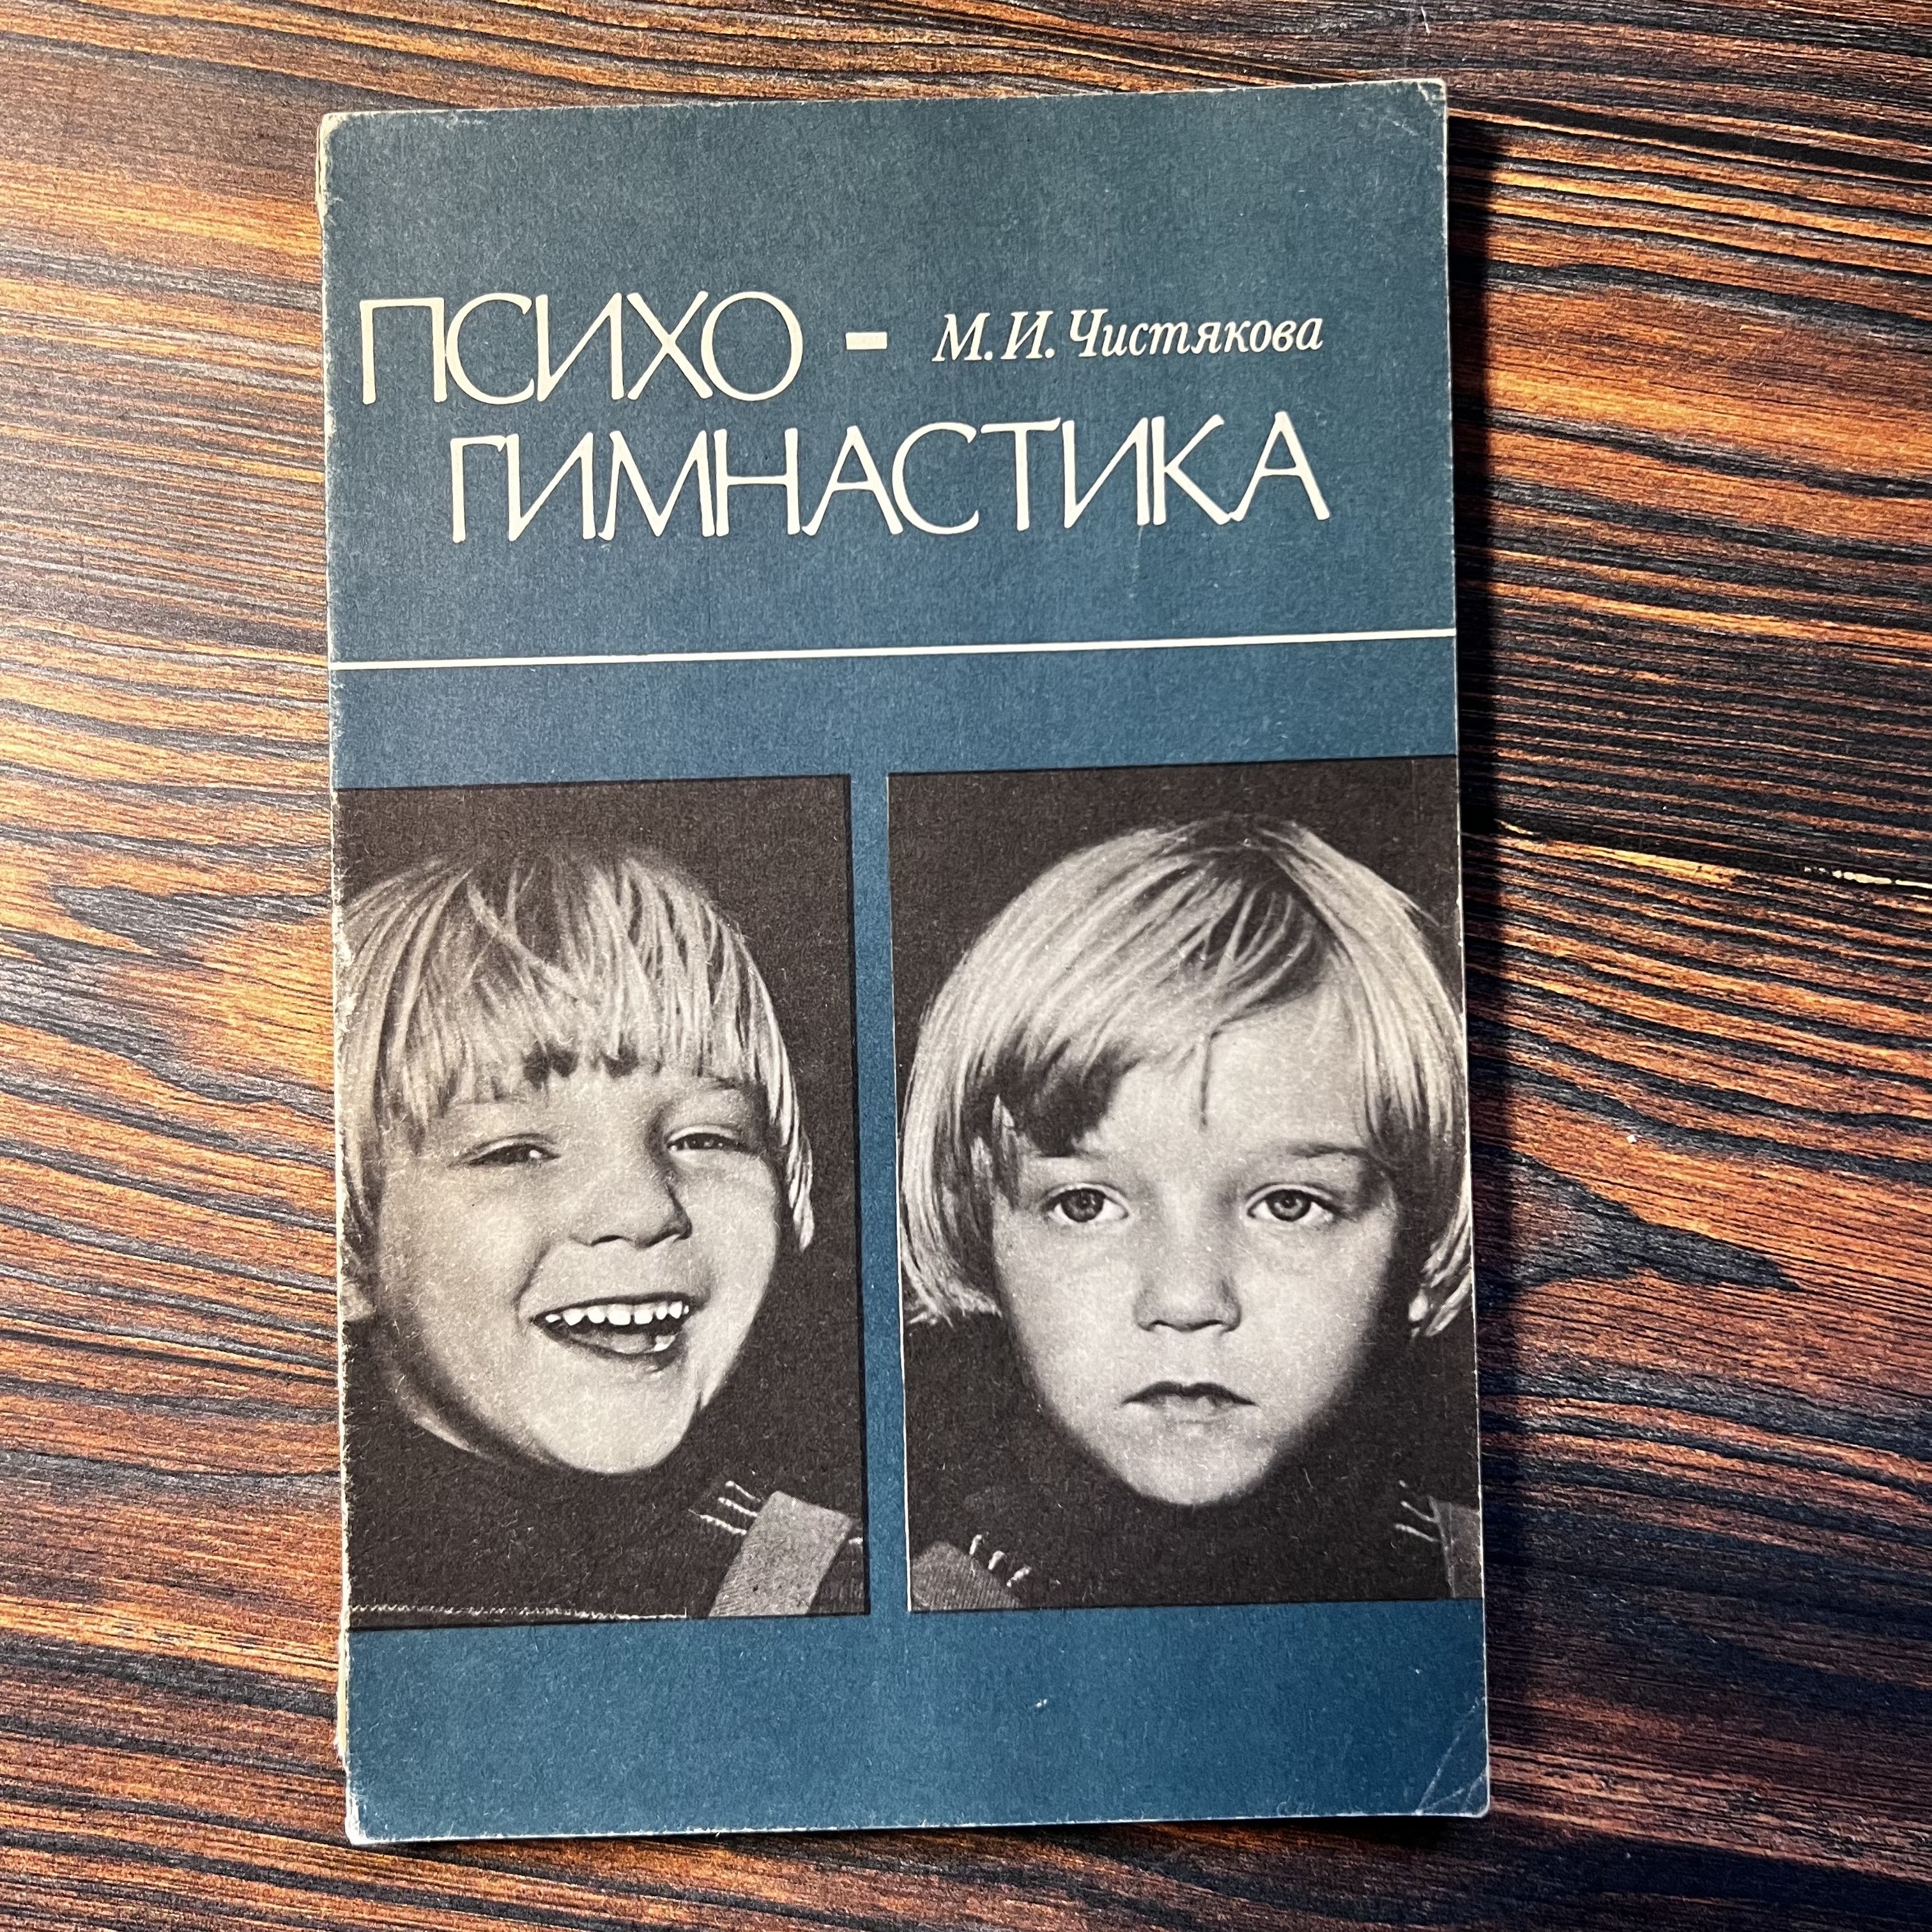 ПСИХО -
М.И.Чистякова
ГИМНАСТИКА